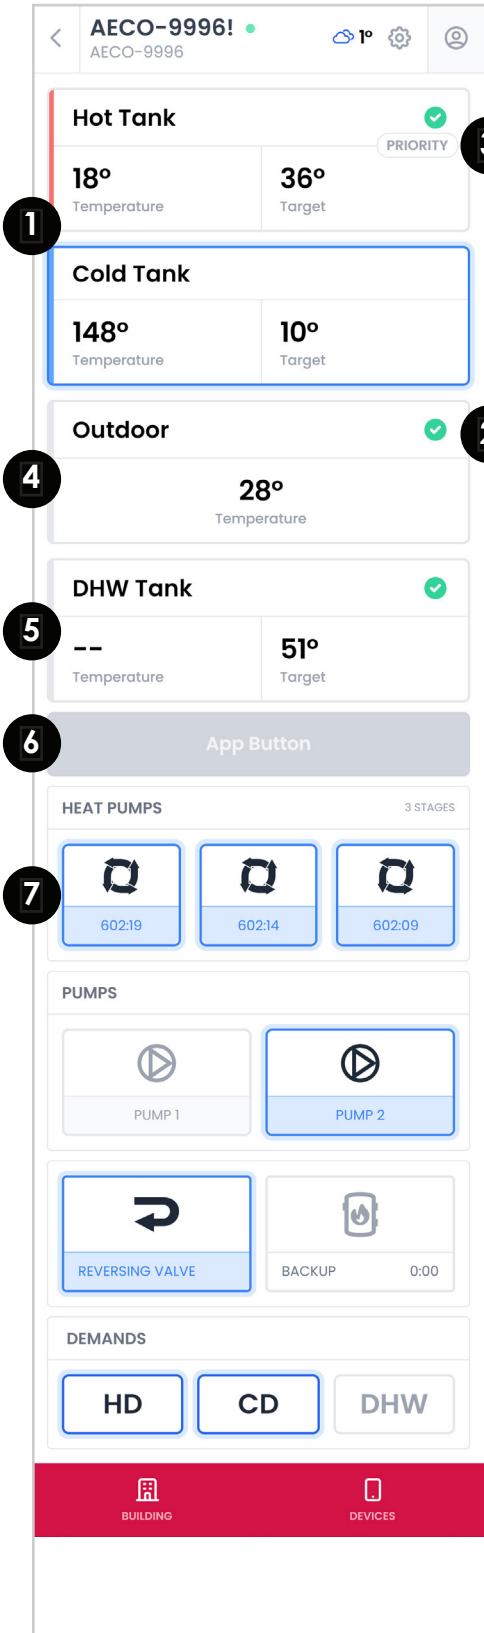 AECO-9996!
1°
AECO-9996
Hot Tank
PRIORITY
3
18°
36°
Temperature
Target
1
Cold Tank
148°
10°
Temperature
Target
Outdoor
2
4
28°
Temperature
DHW Tank
5
--
51°
Temperature
Target
6
App Button
HEAT PUMPS
3 STAGES
7
602:19
602:14
602:09
PUMPS
PUMP 1
PUMP 2
REVERSING VALVE
BACKUP
0:00
DEMANDS
HD
CD
DHW
BUILDING
DEVICES